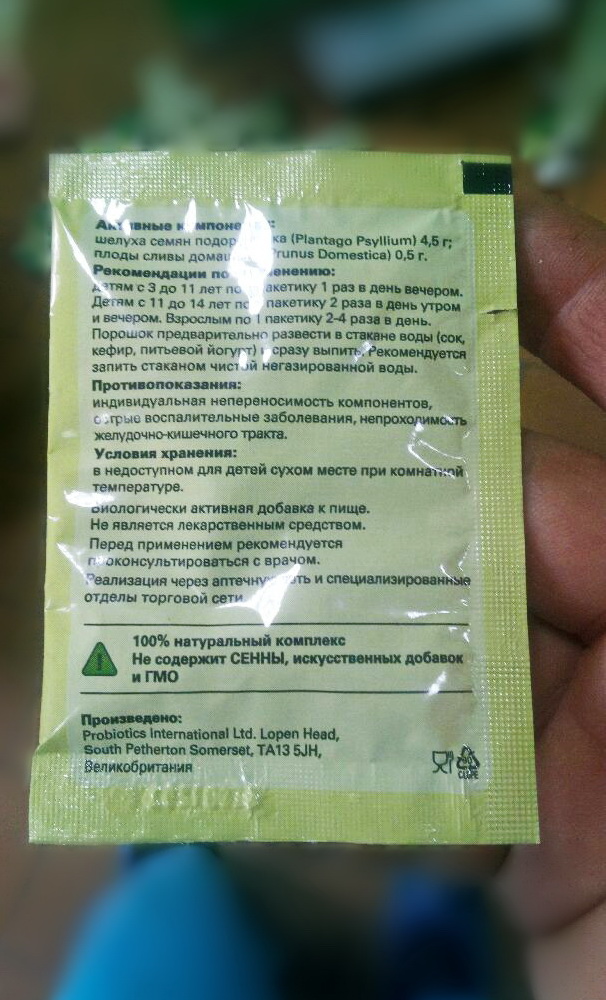 Активные компоненты:
шелуха семян (Plantago Psyllium) 4,5 г;
плоды сливы Domestica) 0,5 г.
Рекомендации по применению:
детям с 3 до 11 лет по пакетику 1 раз в день вечером.
Детям с 11 до 14 лет по пакетику 2 раза в день утром
и вечером. Взрослым по 1 пакетику 2-4 раза в день.
Порошок предварительно развести в стакане воды (сок,
кефир, питьевой йогурт) и сразу выпить. Рекомендуется
запить стаканом чистой негазированной воды.
Противопоказания:
индивидуальная непереносимость компонентов,
острые воспалительные заболевания, непроходимость
желудочно-кишечного тракта.
Условия хранения:
в недоступном для детей сухом месте при комнатной
температуре.
Биологически активная добавка к пище.
Не является лекарственным средством.
Перед применением рекомендуется
проконсультироваться с врачом.
Реализация через аптечную сеть и специализированные
отделы торговой сети.
100% натуральный комплекс
Не содержит СЕННЫ, искусственных добавок
и ГМО
Произведено:
Probiotics International Ltd. Lopen Head,
South Petherton Somerset, TA13 5JH,
Великобритания